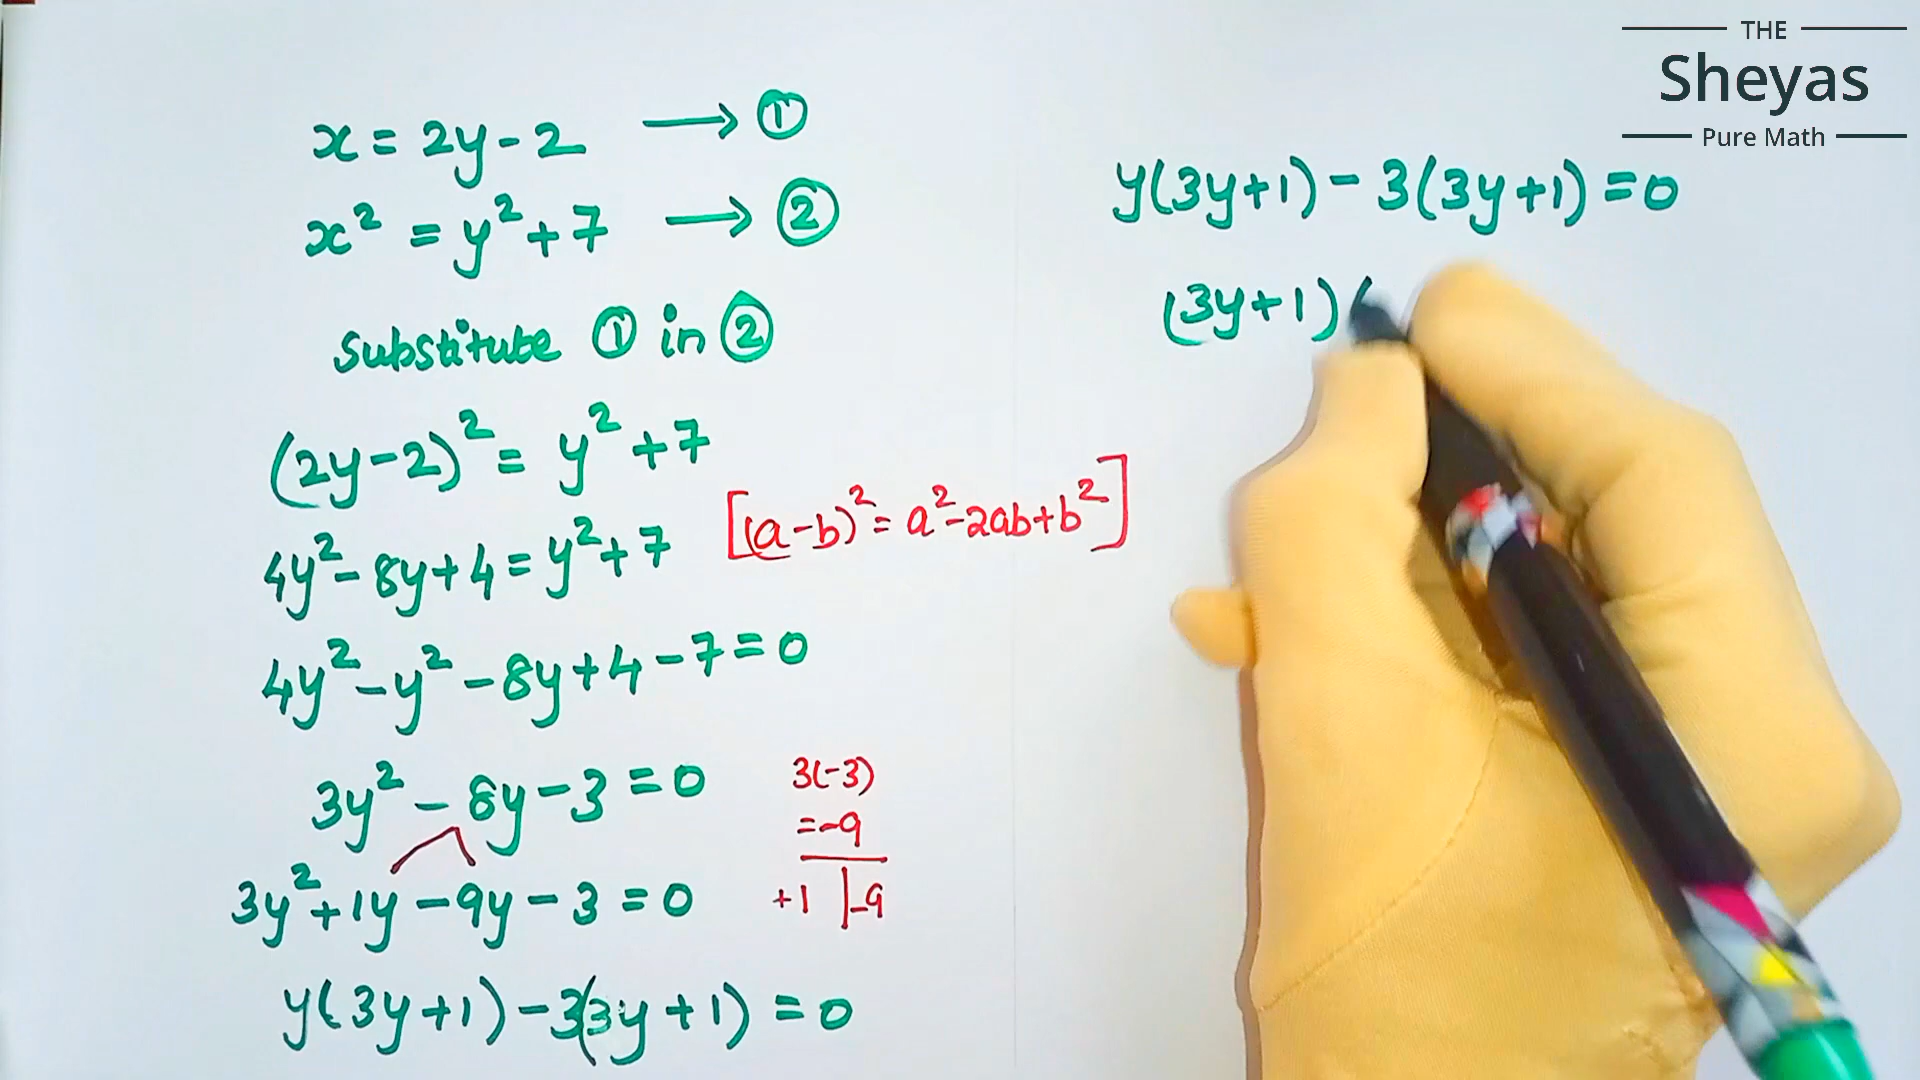 THE
Sheyas
Pure Math
x = 2y - 2 → ①
x² = y² + 7 → ②
Substitute ① in ②
(2y-2)² = y² + 7
[(a-b)² = a²-2ab+b²]
4y² - 8y + 4 = y² + 7
4y² - y² - 8y + 4 - 7 = 0
3y² - 8y - 3 = 0
3(-3)
= -9
+1 | -9
3y² + 1y - 9y - 3 = 0
y(3y+1) - 3(3y+1) = 0
y(3y+1) - 3(3y+1) = 0
(3y+1)(